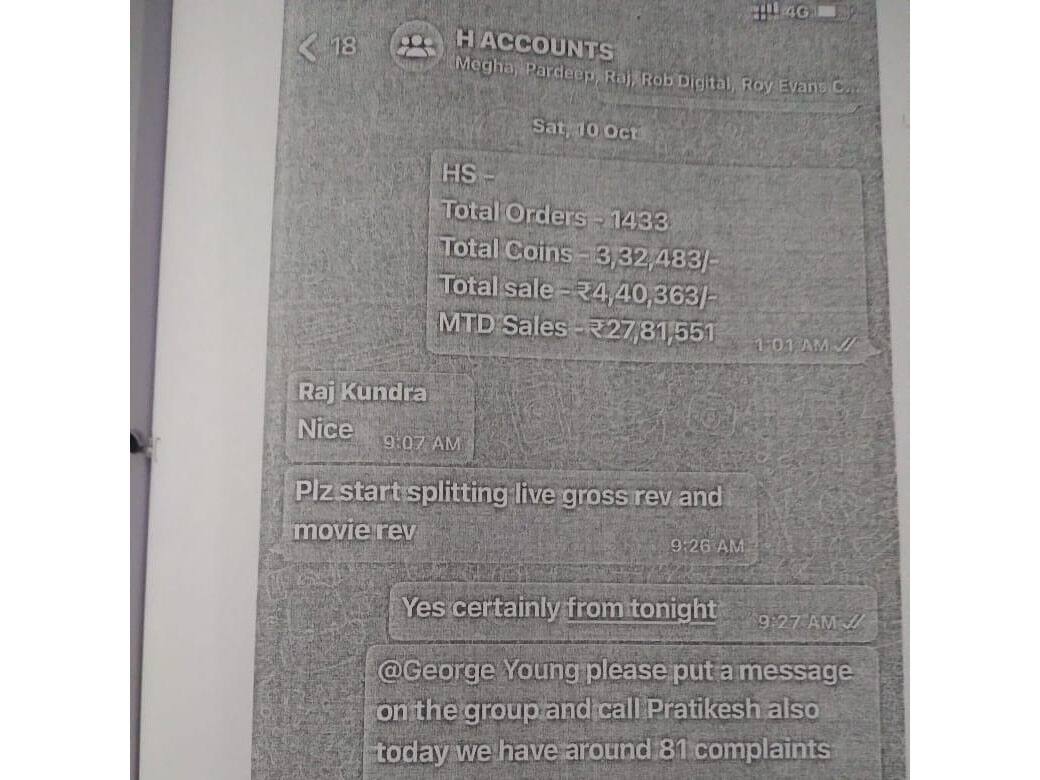 4G
18
H ACCOUNTS
Megha, Pardeep, Raj, Rob Digital, Roy Evans C...
Sat, 10 Oct
HS -
Total Orders - 1433
Total Coins - 3,32,483/-
Total sale - ₹4,40,363/-
MTD Sales - ₹27,81,551
1:01 AM
Raj Kundra
Nice
9:07 AM
Plz start splitting live gross rev and
movie rev
9:26 AM
Yes certainly from tonight
9:27 AM
@George Young please put a message
on the group and call Pratikesh also
today we have around 81 complaints